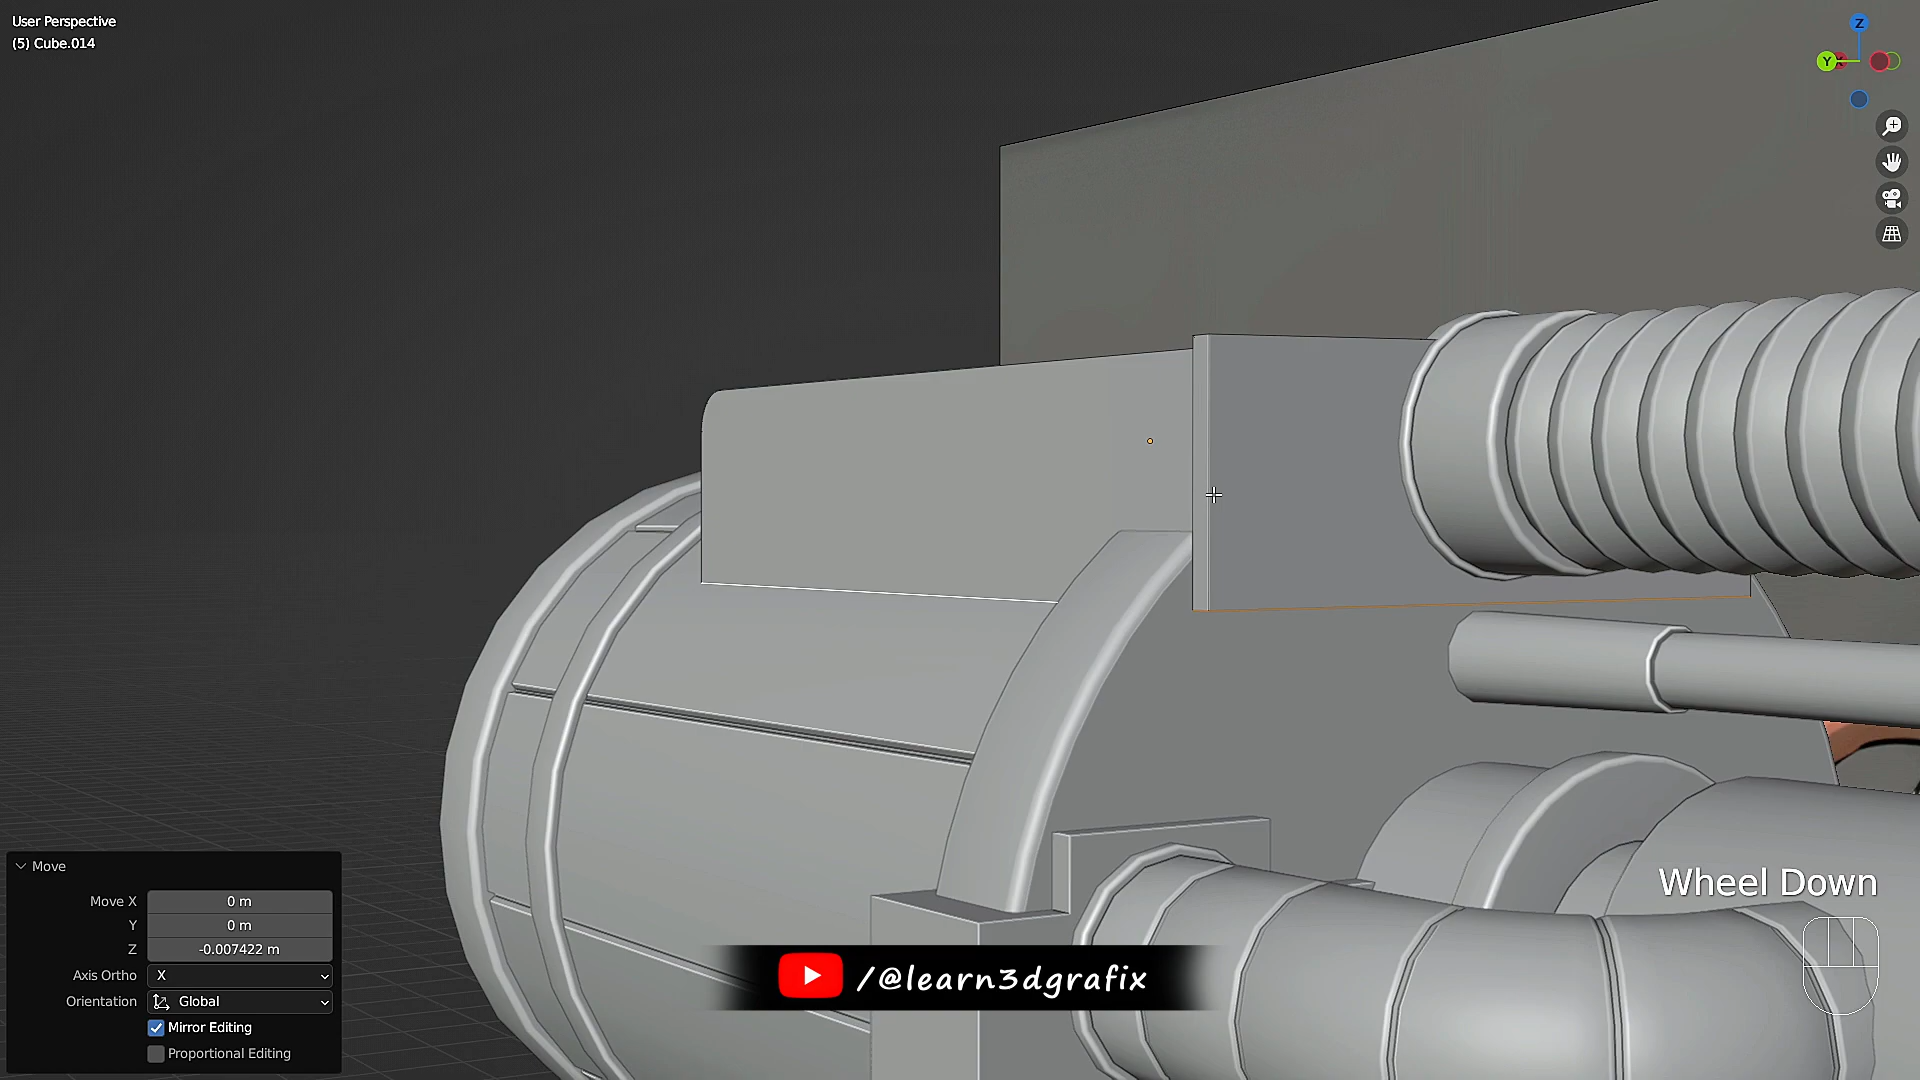 User Perspective
(5) Cube.014
Z
Y
X
Move
Move X 0 m
Y 0 m
Z -0.007422 m
Axis Ortho X
Orientation Global
Mirror Editing
Proportional Editing
Wheel Down
/@learn3dgrafix